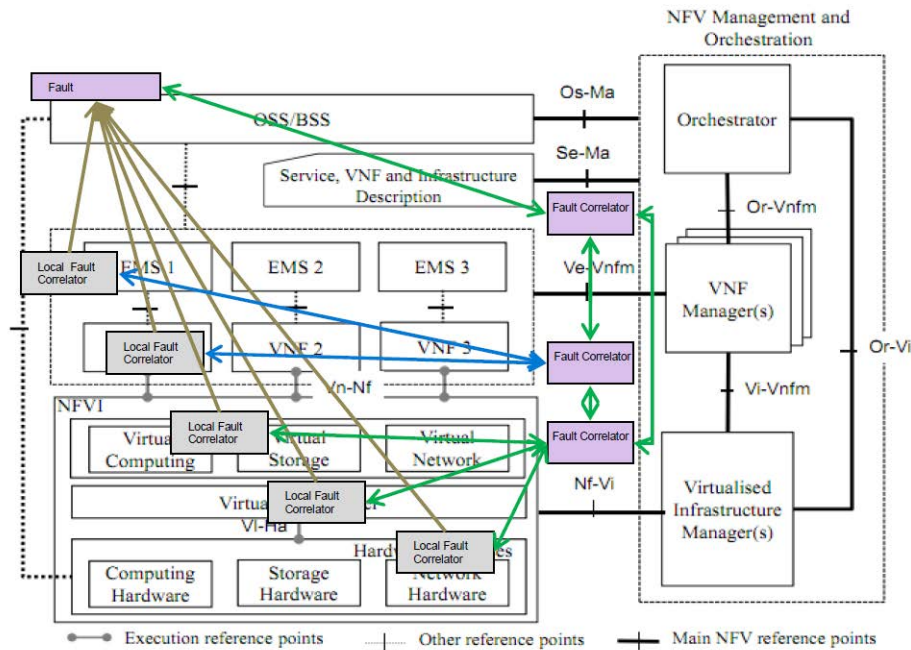 NFV Management and
Orchestration
Fault
Os-Ma
OSS/BSS
Orchestrator
Se-Ma
Service, VNF and Infrastructure
Description
Fault Correlator
Or-Vnfm
Local Fault
Correlator
EMS 1
EMS 2
EMS 3
Ve-Vnfm
VNF
Manager(s)
Local Fault
Correlator
VNF 2
VNF 3
Fault Correlator
Or-Vi
Vn-Nf
Vi-Vnfm
NFVI
Local Fault
Correlator
Virtual
Computing
Virtual
Storage
Virtual
Network
Fault Correlator
Nf-Vi
Local Fault
Correlator
Virtualised
Infrastructure
Manager(s)
Vl-Ha
Local Fault
Correlator
Computing
Hardware
Storage
Hardware
Network
Hardware
Execution reference points
Other reference points
Main NFV reference points